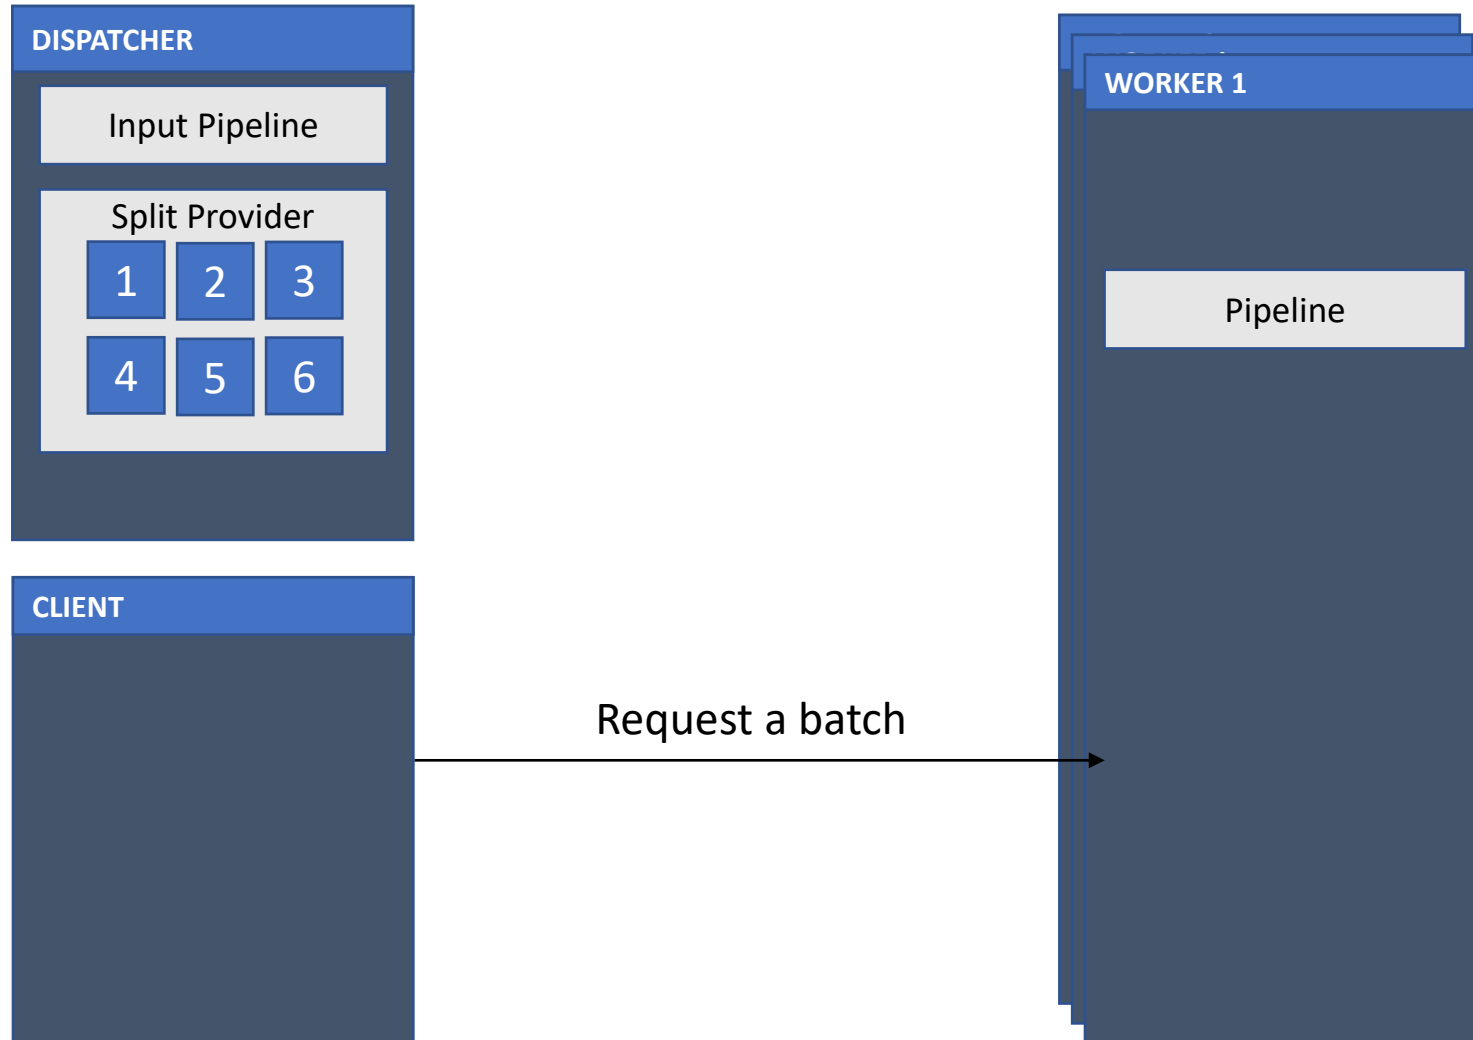 DISPATCHER
Input Pipeline
Split Provider
1 2 3
4 5 6
CLIENT
Request a batch
WORKER 1
Pipeline